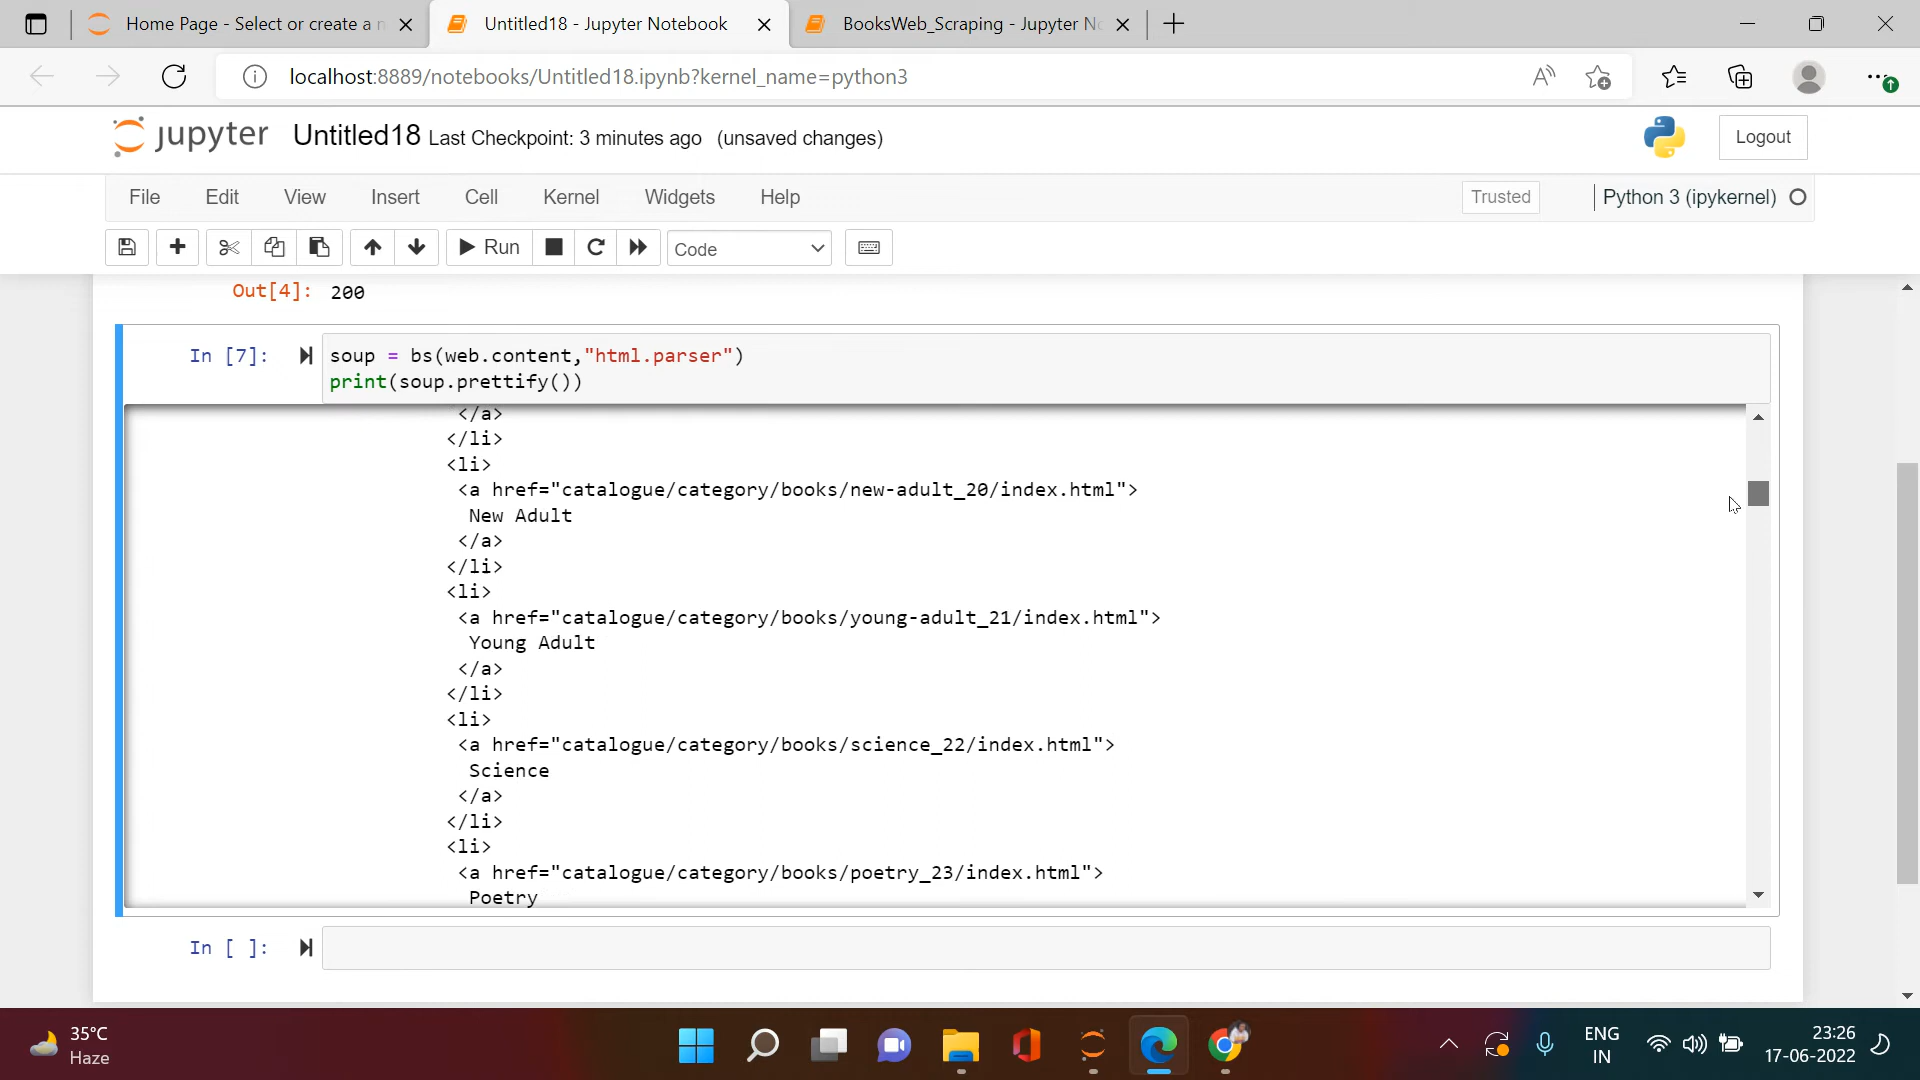 Home Page - Select or create a n
Untitled18 - Jupyter Notebook
BooksWeb_Scraping - Jupyter No
localhost:8889/notebooks/Untitled18.ipynb?kernel_name=python3
jupyter
Untitled18 Last Checkpoint: 3 minutes ago (unsaved changes)
Logout
File Edit View Insert Cell Kernel Widgets Help
Trusted
Python 3 (ipykernel)
Run
Code
Out[4]: 200
In [7]: soup = bs(web.content,"html.parser")
print(soup.prettify())
</a>
</li>
<li>
<a href="catalogue/category/books/new-adult_20/index.html">
New Adult
</a>
</li>
<li>
<a href="catalogue/category/books/young-adult_21/index.html">
Young Adult
</a>
</li>
<li>
<a href="catalogue/category/books/science_22/index.html">
Science
</a>
</li>
<li>
<a href="catalogue/category/books/poetry_23/index.html">
Poetry
In [ ]:
35°C
Haze
ENG
IN
23:26
17-06-2022